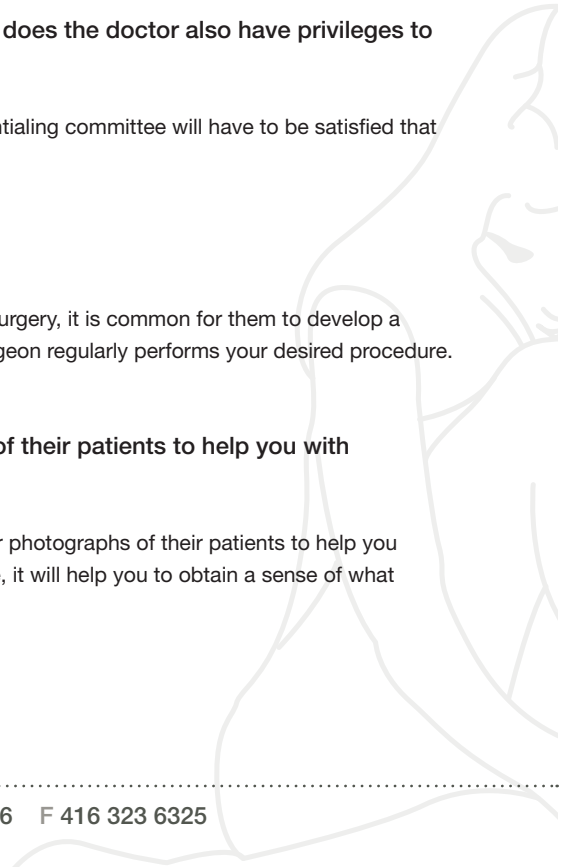 does the doctor also have privileges to
ntialing committee will have to be satisfied that
urgery, it is common for them to develop a
geon regularly performs your desired procedure.
of their patients to help you with
r photographs of their patients to help you
, it will help you to obtain a sense of what
6 F 416 323 6325